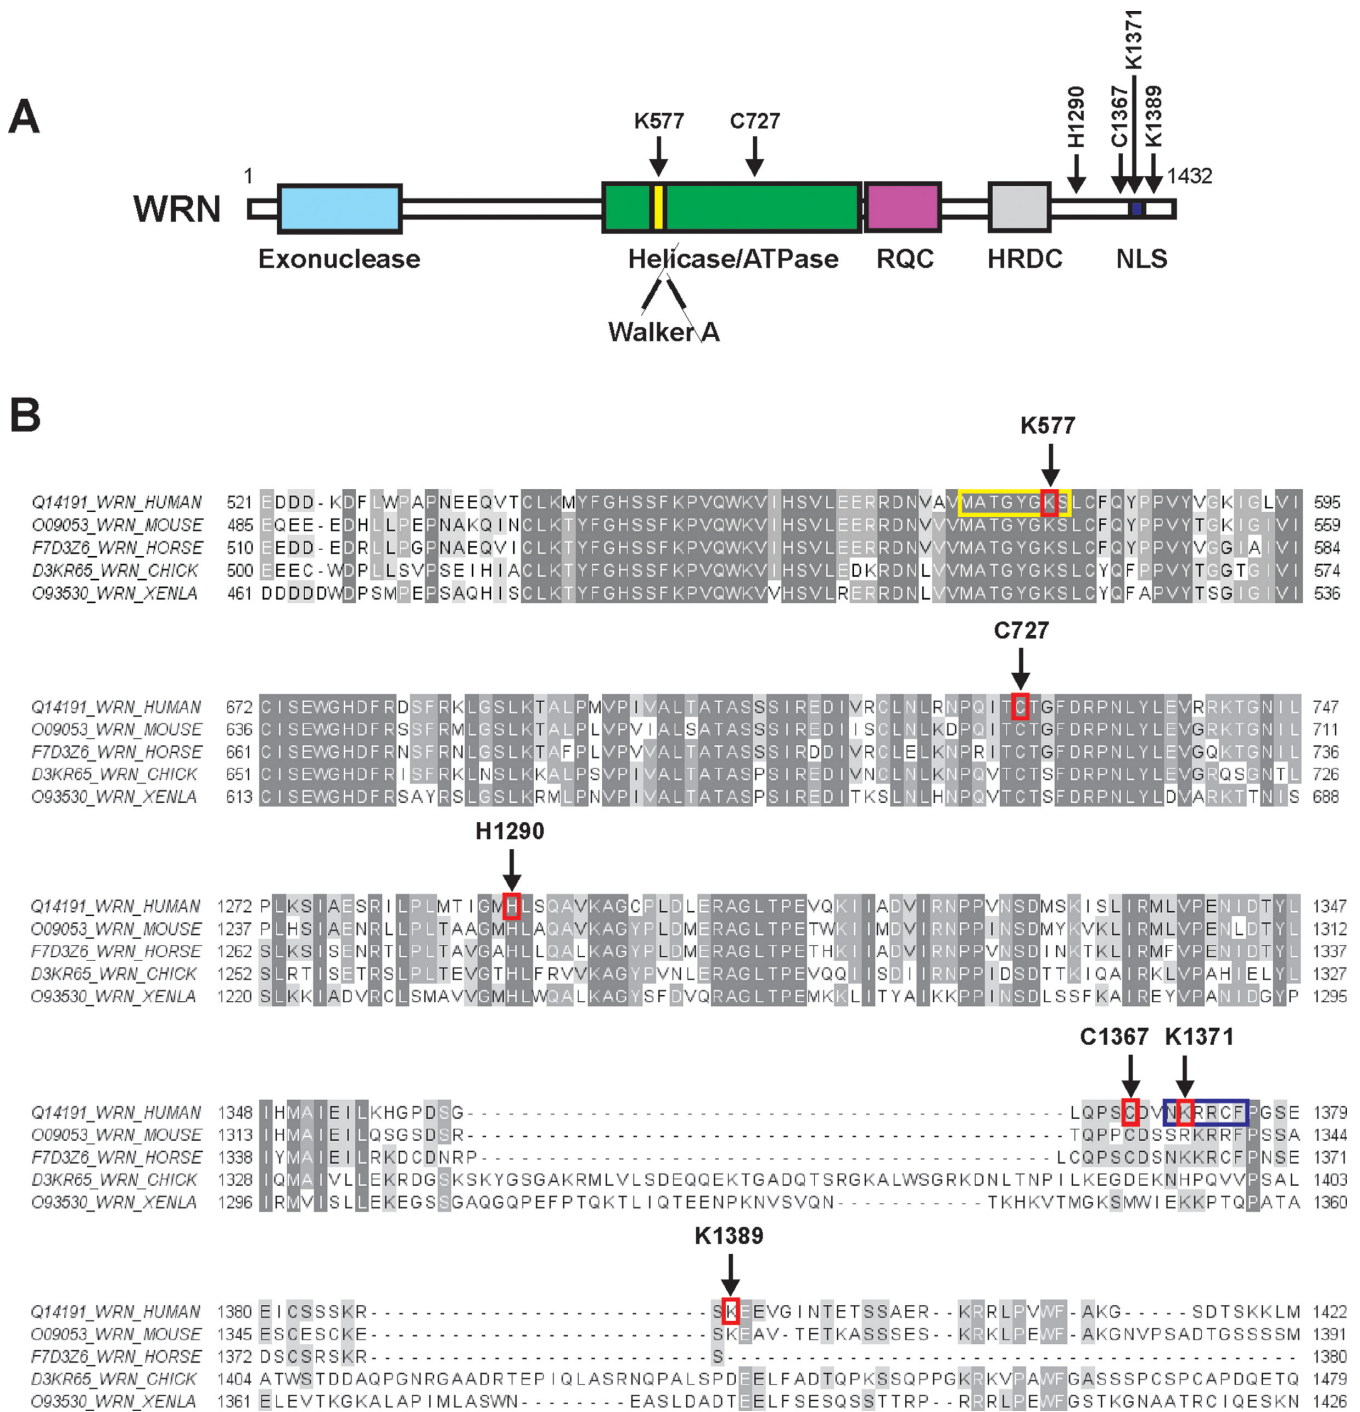 A
K577
C727
H1290
C1367
K1371
K1389
1
1432
WRN
Exonuclease
Helicase/ATPase
RQC
HRDC
NLS
Walker A
B
K577
Q14191_WRN_HUMAN 521 EDDD-KDFLWPAPNEEQVTCLKMYFGHSSFKPVQWKVIHSVLEERRDNVAVMATGYGKSLCFQYPPVYVGKIGLVI 595
O09053_WRN_MOUSE 485 EQEE-EDHLLPEPNAKQINCLKTYFGHSSFKPVQWKVIHSVLEERRDNVVVMATGYGKSLCFQYPPVYTGKIGIVI 559
F7D3Z6_WRN_HORSE 510 EEDD-EDRLLPGPNAEQVICLKTYFGHSSFKPVQWKVIHSVLEERRDNVVVMATGYGKSLCFQYPPVYVGGIAIVI 584
D3KR65_WRN_CHICK 500 EEEC-WDPLLSVPSEIHIACLKTYFGHSSFKPVQWKVIHSVLEDKRDNLVVMATGYGKSLCYQFPPVYTGGTGIVI 574
O93530_WRN_XENLA 461 DDDDDWDPSMPEPSAQHISCLKTYFGHSSFKPVQWKVVHSVLRERRDNLVVMATGYGKSLCYQFAPVYTSGIGIVI 536
C727
Q14191_WRN_HUMAN 672 CISEWGHDFRDSFRKLGSLKTALPMVPIVALTATASSSIREDIVRCLNLRNPQITCTGFDRPNLYLEVRRKTGNIL 747
O09053_WRN_MOUSE 636 CISEWGHDFRSSFRMLGSLKTALPLVPVIALSATASSSIREDIISCLNLKDPQITCTGFDRPNLYLEVGRKTGNIL 711
F7D3Z6_WRN_HORSE 661 CISEWGHDFRNSFRNLGSLKTAFPLVPVVALTATASSSIRDDIVRCLELKNPRITCTGFDRPNLYLEVGQKTGNIL 736
D3KR65_WRN_CHICK 651 CISEWGHDFRISFRKLNSLKKALPSVPIVALTATASPSIREDIVNCLNLKNPQVTCTSFDRPNLYLEVGRQSGNTL 726
O93530_WRN_XENLA 613 CISEWGHDFRSAYRSLGSLKRMLPNVPIVALTATASPSIREDITKSLNLHNPQVTCTSFDRPNLYLDVARKTTNIS 688
H1290
Q14191_WRN_HUMAN 1272 PLKSIAESRILPLMTIGMHLSQAVKAGCPLDLERAGLTPEVQKIIADVIRNPPVNSDMSKISLIRMLVPENIDTYL 1347
O09053_WRN_MOUSE 1237 PLHSIAENRLLPLTAAGMHLAQAVKAGYPLDMERAGLTPETWKIIMDVIRNPPINSDMYKVKLIRMLVPENLDTYL 1312
F7D3Z6_WRN_HORSE 1262 SLKSISENRTLPLTAVGAHLLQALKAGYPLDMERAGLTPETHKIIADVIRNPPVNSDINKTKLIRMFVPENIDTYL 1337
D3KR65_WRN_CHICK 1252 SLRTISETRSLPLTEVGTHLFRVVKAGYPVNLERAGLTPEVQQIISDIIRNPPIDSDTTKIQAIRKLVPAHIELYL 1327
O93530_WRN_XENLA 1220 SLKKIADVRCLSMAVVGMHLWQALKAGYSFDVQRAGLTPEMKKLITYAIKKPPINSDLSSFKAIREYVPANIDGYP 1295
C1367 K1371
Q14191_WRN_HUMAN 1348 IHMAIEILKHGPDSG--------------------------------------------LQPSCDVNKRRCFPGSE 1379
O09053_WRN_MOUSE 1313 IHMAIEILQSGSDSR--------------------------------------------TQPPCDSSRKRRFPSSA 1344
F7D3Z6_WRN_HORSE 1338 IYMAIEILRKDCDNRP------------------------------------------LCQPSCDSNKKRCFPNSE 1371
D3KR65_WRN_CHICK 1328 IQMAIVLLEKRDGSKSKYGSGAKRMLVLSDEQQEKTGADQTSRGKALWSGRKDNLTNPILKEGDEKNHPQVVPSAL 1403
O93530_WRN_XENLA 1296 IRMVISLLEKEGSSGAQGQPEFPTQKTLIQTEENPKNVSVQN-----------TKHKVTMGKSMWIEKKPTQPATA 1360
K1389
Q14191_WRN_HUMAN 1380 EICSSSKR-------------------------SKEEVGINTETSSAER--KRRLPVWF-AKG-----SDTSKKLM 1422
O09053_WRN_MOUSE 1345 ESCESCKE-------------------------SKEAV-TETKASSSES--KRKLPEWF-AKGNVPSADTGSSSSM 1391
F7D3Z6_WRN_HORSE 1372 DSCSRSKR-------------------------S------------------------------------------ 1380
D3KR65_WRN_CHICK 1404 ATWSTDDAQPGNRGAADRTEPIQLASRNQPALSPDEELFADTQPKSSQPPGKRKVPAWFGASSSPCSPCAPDQETQ 1479
O93530_WRN_XENLA 1361 ELEVTKGKALAPIMLASWN--------EASLDADTEELFSESQSSTTRP--RRRLPEWFGSTKGNAATRCIQESKN 1426